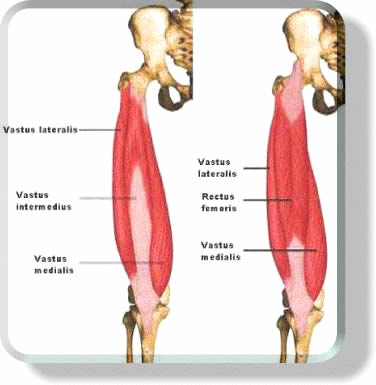 Vastus lateralis
Vastus
intermedius
Vastus
medialis
Vastus
lateralis
Rectus
femoris
Vastus
medialis